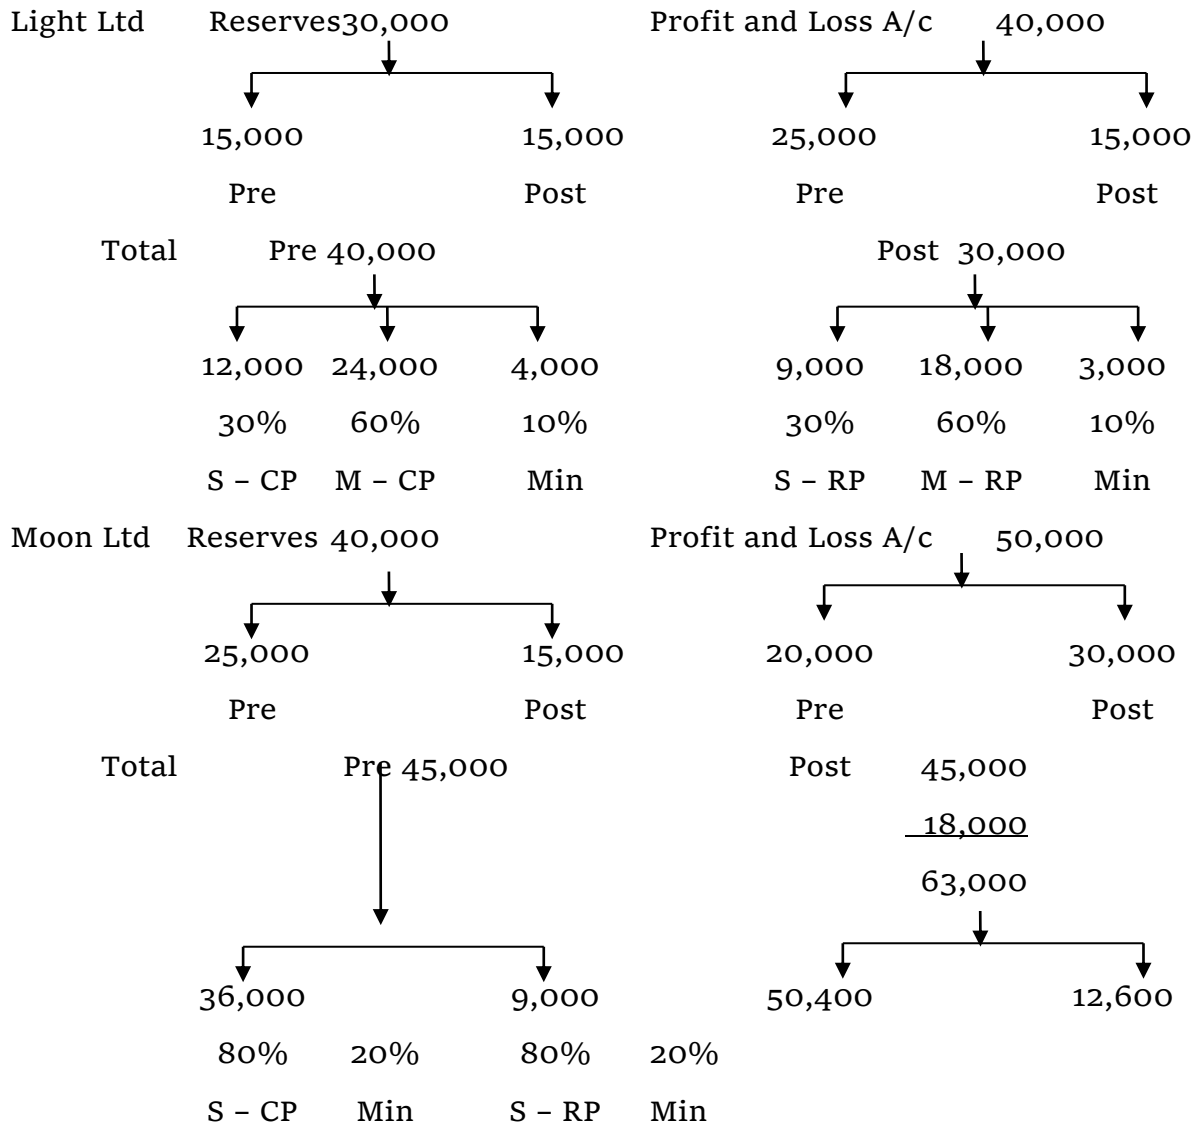 Light Ltd Reserves30,000 Profit and Loss A/c 40,000
15,000 15,000 25,000 15,000
Pre Post Pre Post
Total Pre 40,000 Post 30,000
12,000 24,000 4,000 9,000 18,000 3,000
30% 60% 10% 30% 60% 10%
S – CP M – CP Min S – RP M – RP Min
Moon Ltd Reserves 40,000 Profit and Loss A/c 50,000
25,000 15,000 20,000 30,000
Pre Post Pre Post
Total Pre 45,000 Post 45,000
18,000
63,000
36,000 9,000 50,400 12,600
80% 20% 80% 20%
S – CP Min S – RP Min